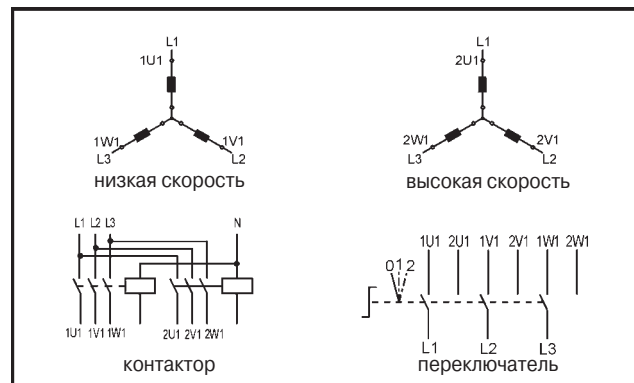 L1
1U1
1W1
1V1
L3
L2
низкая скорость
L1
2U1
2W1
2V1
L3
L2
высокая скорость
L1 L2 L3 N
1U1 1V1 1W1 2U1 2V1 2W1
контактор
1U1 2U1 1V1 2V1 1W1 2W1
0 1 2
L1 L2 L3
переключатель